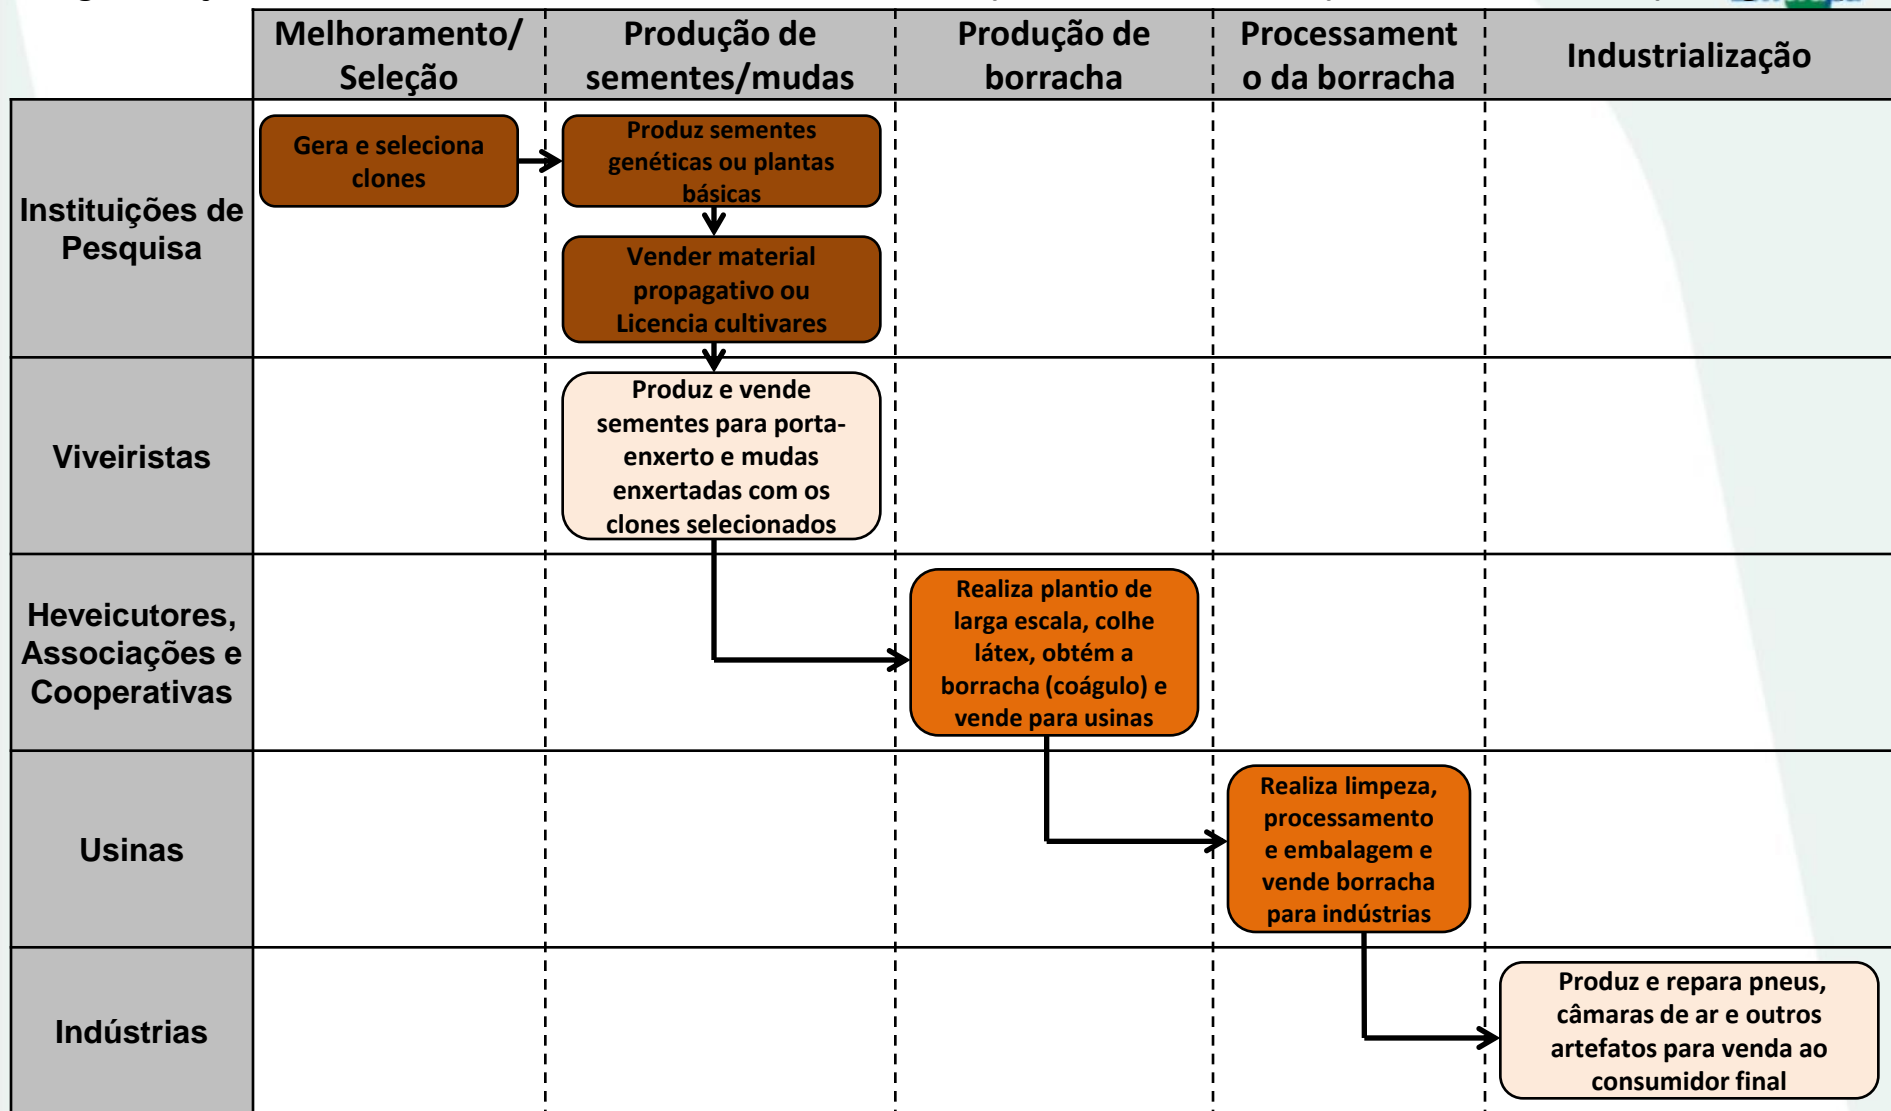 Melhoramento/
Seleção
Produção de
sementes/mudas
Produção de
borracha
Processament
o da borracha
Industrialização
Instituições de
Pesquisa
Gera e seleciona
clones
Produz sementes
genéticas ou plantas
básicas
Vender material
propagativo ou
Licencia cultivares
Viveiristas
Produz e vende
sementes para porta-
enxerto e mudas
enxertadas com os
clones selecionados
Heveicutores,
Associações e
Cooperativas
Realiza plantio de
larga escala, colhe
látex, obtém a
borracha (coágulo) e
vende para usinas
Usinas
Realiza limpeza,
processamento
e embalagem e
vende borracha
para indústrias
Indústrias
Produz e repara pneus,
câmaras de ar e outros
artefatos para venda ao
consumidor final